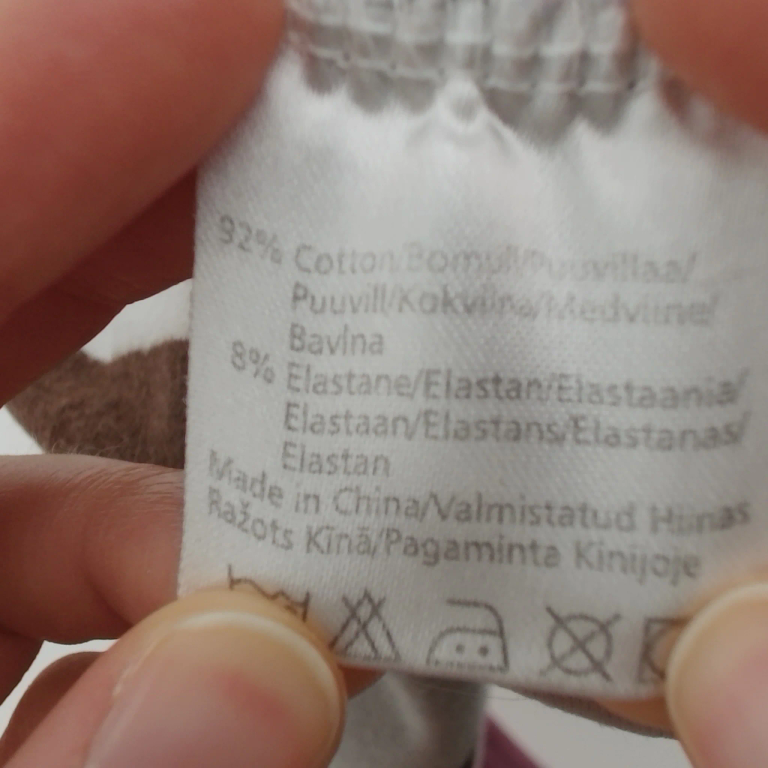 92% Cotton/Bomull/Puuvillaa/
Puuvill/Kokvilna/Medvilne/
Bavlna
8% Elastane/Elastan/Elastaania/
Elastaan/Elastans/Elastanas/
Elastan
Made in China/Valmistatud Hiinas
Ražots Ķīnā/Pagaminta Kinijoje